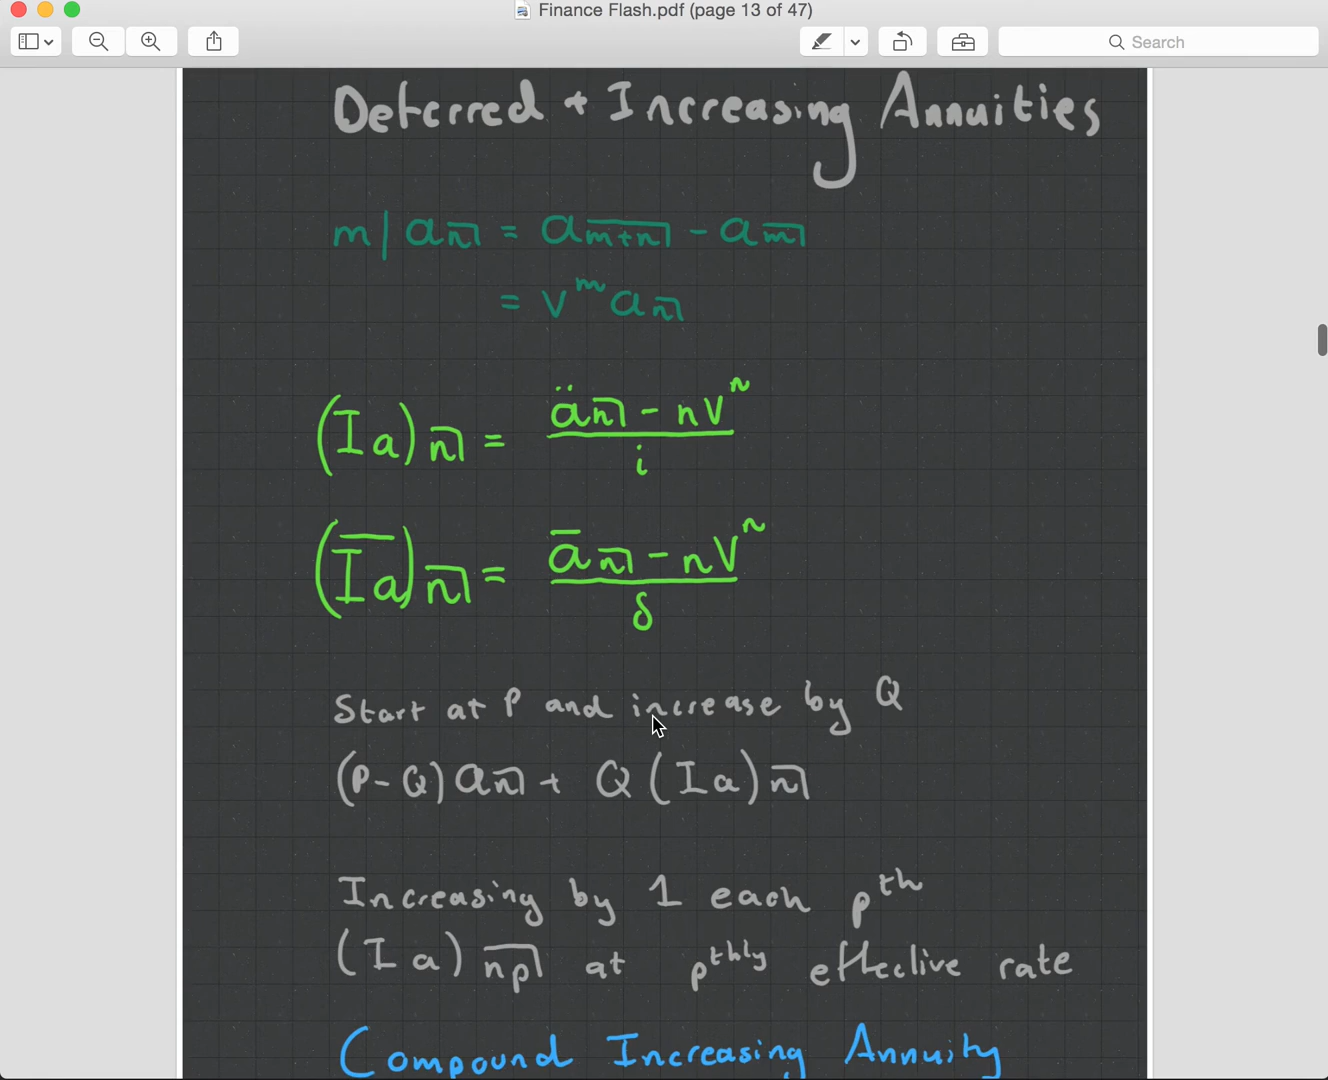 Finance Flash.pdf (page 13 of 47)
Search
Deferred + Increasing Annuities
m| a n̅| = a m+n̅| - a m̅|
= v^m a n̅|
(Ia) n̅| = (ä n̅| - nV^n) / i
(I̅a̅) n̅| = (ā n̅| - nV^n) / δ
Start at P and increase by Q
(P-Q) a n̅| + Q (Ia) n̅|
Increasing by 1 each p^th
(Ia) n̅p̅| at p^thly effective rate
Compound Increasing Annuity